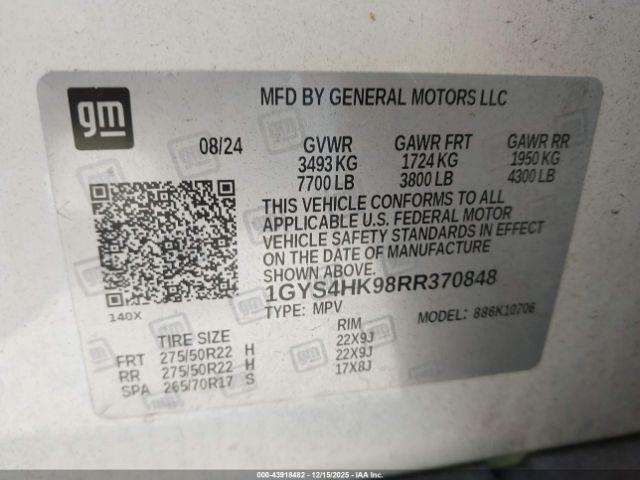 gm
MFD BY GENERAL MOTORS LLC
08/24 GVWR GAWR FRT GAWR RR
3493 KG 1724 KG 1950 KG
7700 LB 3800 LB 4300 LB
THIS VEHICLE CONFORMS TO ALL
APPLICABLE U.S. FEDERAL MOTOR
VEHICLE SAFETY STANDARDS IN EFFECT
ON THE DATE OF MANUFACTURE
SHOWN ABOVE.
1GYS4HK98RR370848
140X
TYPE: MPV MODEL: 886K10706
TIRE SIZE RIM
FRT 275/50R22 H 22X9J
RR 275/50R22 H 22X9J
SPA 265/70R17 S 17X8J
000-43918482 - 12/15/2025 - IAA CDK